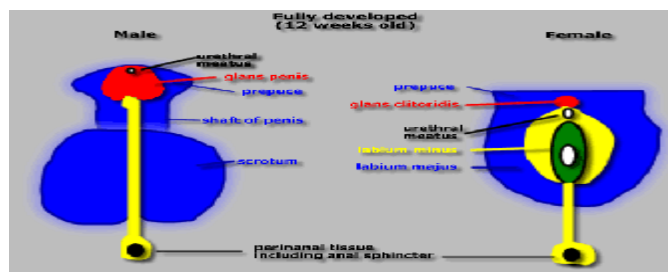 Fully developed
(12 weeks old)
Male
Female
urethral
meatus
glans penis
prepuce
shaft of penis
scrotum
prepuce
glans clitoridis
urethral
meatus
labium minus
labium majus
perinanal tissue
including anal sphincter